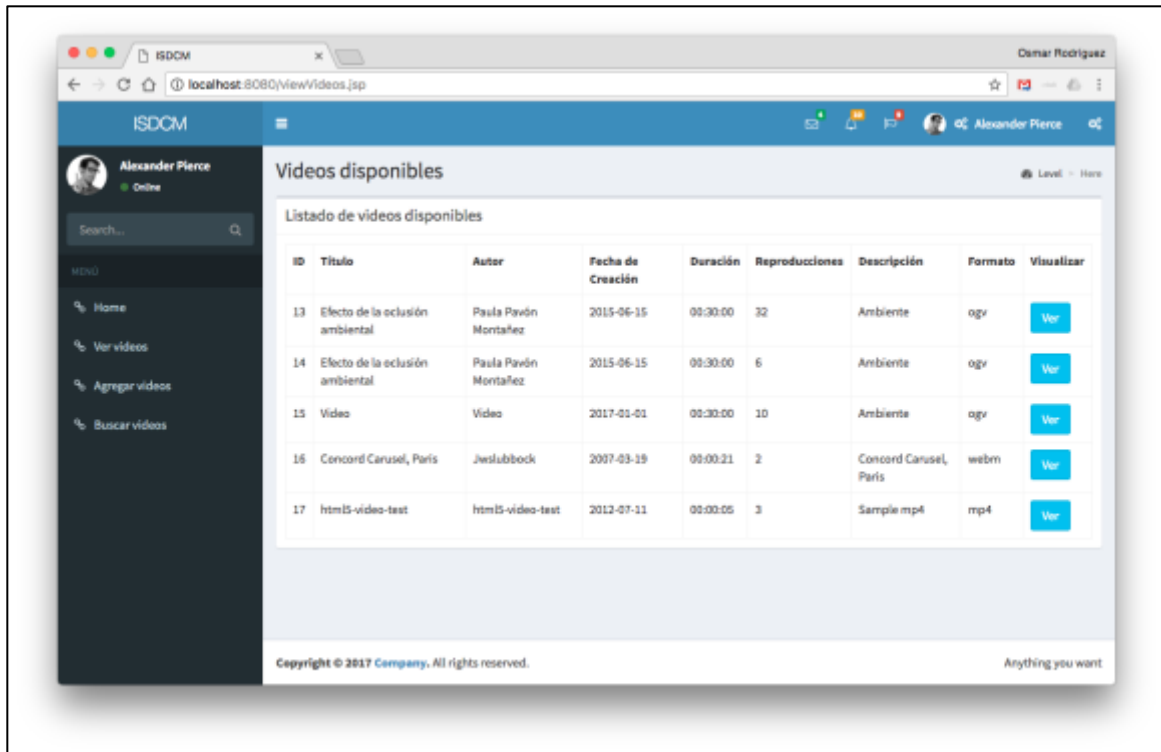 ISDCM
Osmar Rodriguez
localhost:8080/viewVideos.jsp
ISDCM
Alexander Pierce
Alexander Pierce
Online
Search...
MENÚ
Home
Ver videos
Agregar videos
Buscar videos
Videos disponibles
Level > Here
Listado de videos disponibles
ID Título Autor Fecha de Creación Duración Reproducciones Descripción Formato Visualizar
13 Efecto de la oclusión ambiental Paula Pavón Montañez 2015-06-15 00:30:00 32 Ambiente ogv Ver
14 Efecto de la oclusión ambiental Paula Pavón Montañez 2015-06-15 00:30:00 6 Ambiente ogv Ver
15 Video Video 2017-01-01 00:30:00 10 Ambiente ogv Ver
16 Concord Carusel, Paris Jwslubbock 2007-03-19 00:00:21 2 Concord Carusel, Paris webm Ver
17 html5-video-test html5-video-test 2012-07-11 00:00:05 3 Sample mp4 mp4 Ver
Copyright © 2017 Company. All rights reserved.
Anything you want